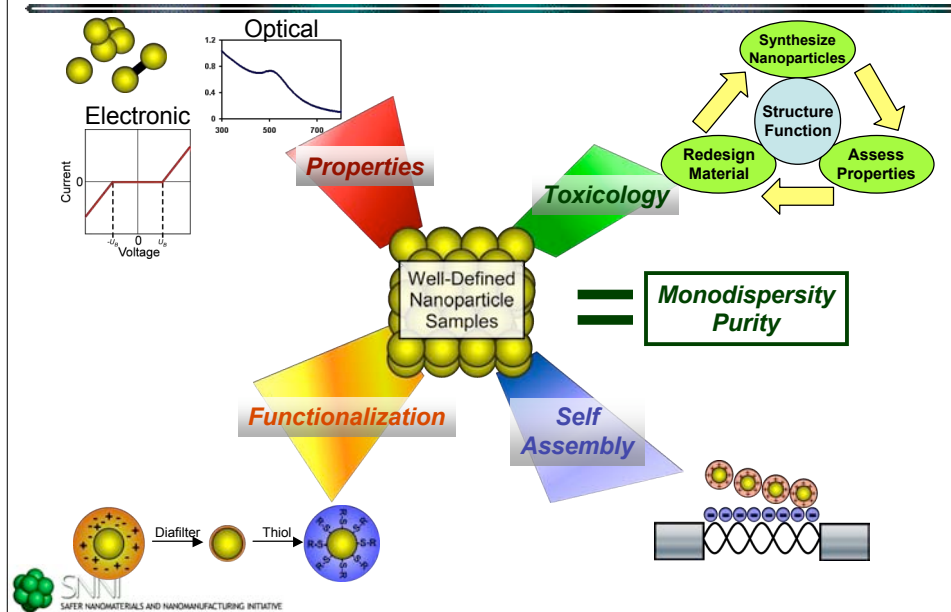 Optical
1.2
0.8
0.4
0
300
500
700
Electronic
Current
0
-U_B
0
U_B
Voltage
Synthesize
Nanoparticles
Structure
Function
Redesign
Material
Assess
Properties
Properties
Toxicology
Well-Defined
Nanoparticle
Samples
=
Monodispersity
Purity
Functionalization
Self
Assembly
Diafilter
Thiol
R-S
S-R
SNNI
SAFER NANOMATERIALS AND NANOMANUFACTURING INITIATIVE